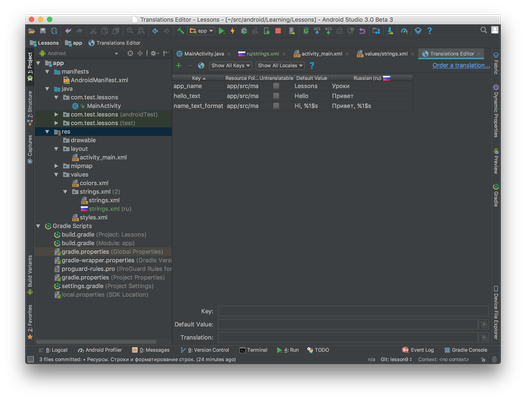 Translations Editor - Lessons - [~/src/android/Learning/Lessons] - Android Studio 3.0 Beta 3
app
Lessons
app
Translations Editor
Android
MainActivity.java
ru/strings.xml
activity_main.xml
values/strings.xml
Translations Editor
Show All Keys
Show All Locales
?
Order a translation...
Key
Resource Fol...
Untranslatable
Default Value
Russian (ru)
app_name
app/src/ma
Lessons
Уроки
hello_text
app/src/ma
Hello
Привет
name_text_format
app/src/ma
Hi, %1$s
Привет, %1$s
app
manifests
AndroidManifest.xml
java
com.test.lessons
MainActivity
com.test.lessons (androidTest)
com.test.lessons (test)
res
drawable
layout
activity_main.xml
mipmap
values
colors.xml
strings.xml (2)
strings.xml
strings.xml (ru)
styles.xml
Gradle Scripts
build.gradle (Project: Lessons)
build.gradle (Module: app)
gradle.properties (Global Properties)
gradle-wrapper.properties (Gradle Version
proguard-rules.pro (ProGuard Rules for
gradle.properties (Project Properties)
settings.gradle (Project Settings)
local.properties (SDK Location)
Key:
Default Value:
Translation:
1: Project
7: Structure
Captures
Build Variants
2: Favorites
Fabric
Dynamic Properties
Preview
Gradle
Device File Explorer
6: Logcat
Android Profiler
0: Messages
9: Version Control
Terminal
4: Run
TODO
Event Log
Gradle Console
3 files committed: • Ресурсы. Строки и форматирование строк. (24 minutes ago)
n/a
Context: <no context>